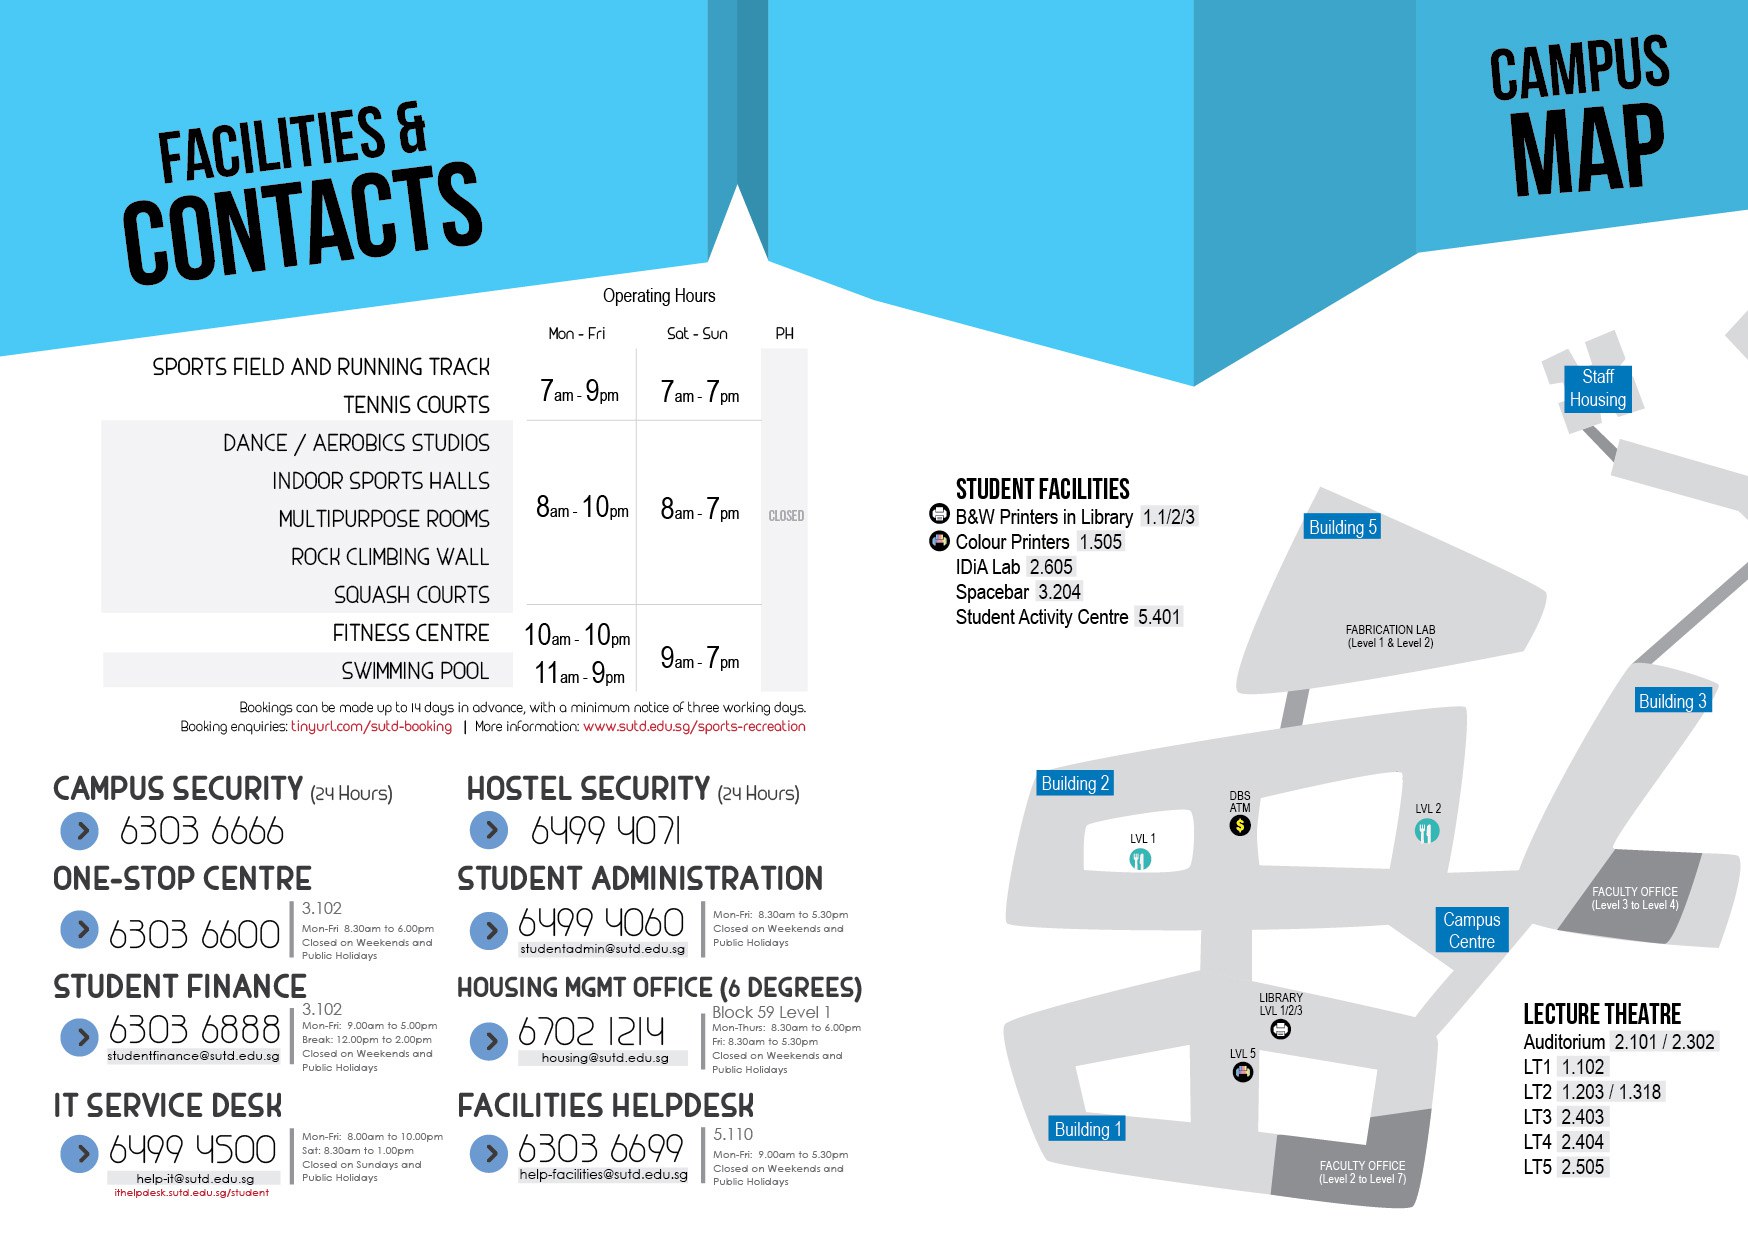 FACILITIES &
CONTACTS
Operating Hours
Mon - Fri
Sat - Sun
PH
SPORTS FIELD AND RUNNING TRACK
TENNIS COURTS
7am - 9pm
7am - 7pm
DANCE / AEROBICS STUDIOS
INDOOR SPORTS HALLS
MULTIPURPOSE ROOMS
ROCK CLIMBING WALL
SQUASH COURTS
8am - 10pm
8am - 7pm
CLOSED
FITNESS CENTRE
10am - 10pm
SWIMMING POOL
11am - 9pm
9am - 7pm
Bookings can be made up to 14 days in advance, with a minimum notice of three working days.
Booking enquiries: tinyurl.com/sutd-booking | More information: www.sutd.edu.sg/sports-recreation
CAMPUS SECURITY (24 Hours)
6303 6666
HOSTEL SECURITY (24 Hours)
6499 4071
ONE-STOP CENTRE
6303 6600
3.102
Mon-Fri 8.30am to 6.00pm
Closed on Weekends and
Public Holidays
STUDENT ADMINISTRATION
6499 4060
studentadmin@sutd.edu.sg
Mon-Fri: 8.30am to 5.30pm
Closed on Weekends and
Public Holidays
STUDENT FINANCE
6303 6888
studentfinance@sutd.edu.sg
3.102
Mon-Fri: 9.00am to 5.00pm
Break: 12.00pm to 2.00pm
Closed on Weekends and
Public Holidays
HOUSING MGMT OFFICE (6 DEGREES)
6702 1214
housing@sutd.edu.sg
Block 59 Level 1
Mon-Thurs: 8.30am to 6.00pm
Fri: 8.30am to 5.30pm
Closed on Weekends and
Public Holidays
IT SERVICE DESK
6499 4500
help-it@sutd.edu.sg
ithelpdesk.sutd.edu.sg/student
Mon-Fri: 8.00am to 10.00pm
Sat: 8.30am to 1.00pm
Closed on Sundays and
Public Holidays
FACILITIES HELPDESK
6303 6699
help-facilities@sutd.edu.sg
5.110
Mon-Fri: 9.00am to 5.30pm
Closed on Weekends and
Public Holidays
CAMPUS
MAP
Staff
Housing
STUDENT FACILITIES
B&W Printers in Library 1.1/2/3
Colour Printers 1.505
IDiA Lab 2.605
Spacebar 3.204
Student Activity Centre 5.401
Building 5
FABRICATION LAB
(Level 1 & Level 2)
Building 3
Building 2
DBS
ATM
$
LVL 2
LVL 1
FACULTY OFFICE
(Level 3 to Level 4)
Campus
Centre
LIBRARY
LVL 1/2/3
LVL 5
Building 1
FACULTY OFFICE
(Level 2 to Level 7)
LECTURE THEATRE
Auditorium 2.101 / 2.302
LT1 1.102
LT2 1.203 / 1.318
LT3 2.403
LT4 2.404
LT5 2.505